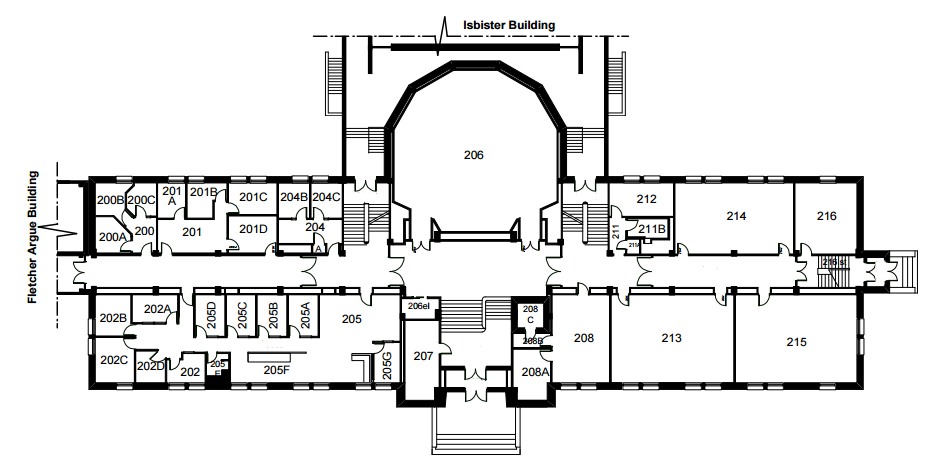 Isbister Building
Fletcher Argue Building
206
200B
200C
201
A
201B
201C
204B
204C
212
214
216
200A
200
201
201D
204
A
211
211B
211A
216 st
202B
202A
205D
205C
205B
205A
205
206el
208
C
208B
208
213
215
202C
202D
202
205
E
205F
205G
207
208A